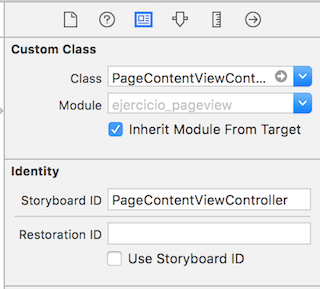 Custom Class
Class PageContentViewCont...
Module ejercicio_pageview
Inherit Module From Target
Identity
Storyboard ID PageContentViewController
Restoration ID
Use Storyboard ID